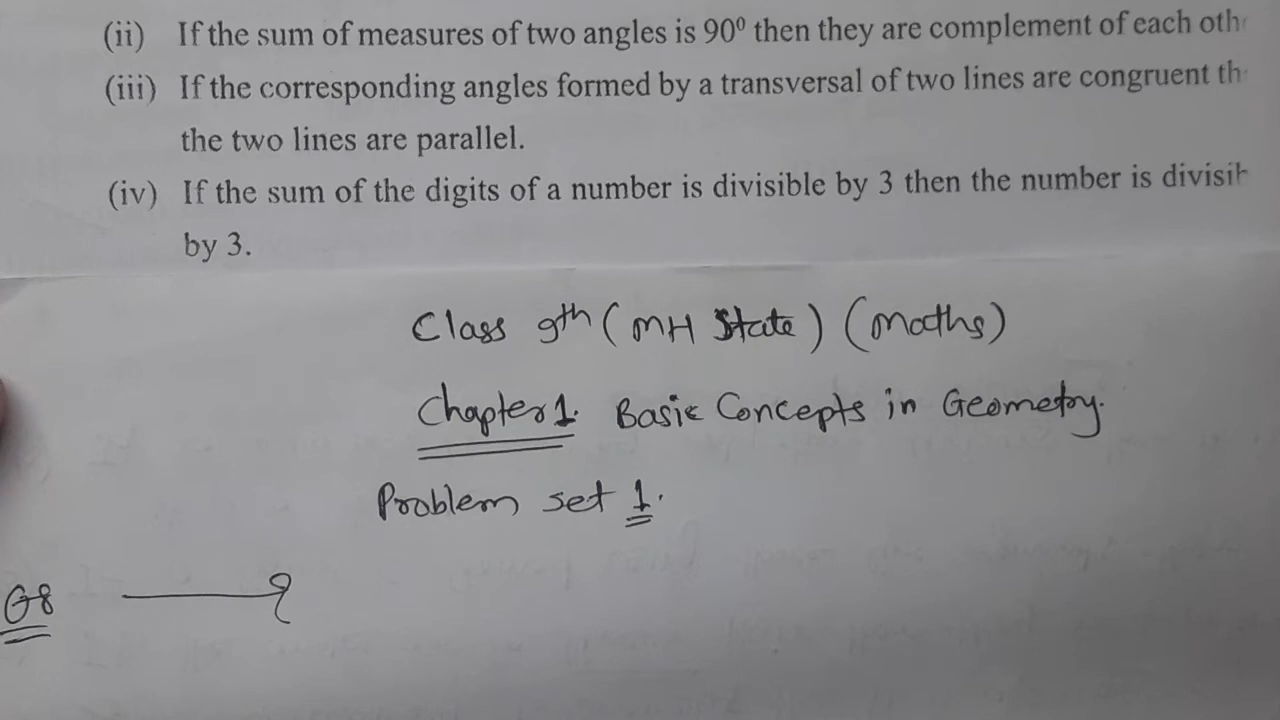 (ii) If the sum of measures of two angles is 90⁰ then they are complement of each
(iii) If the corresponding angles formed by a transversal of two lines are congruent
the two lines are parallel.
(iv) If the sum of the digits of a number is divisible by 3 then the number is
by 3.
Class 9th (MH State) (Maths)
Chapter 1. Basic Concepts in Geometry.
Problem set 1.
Q8